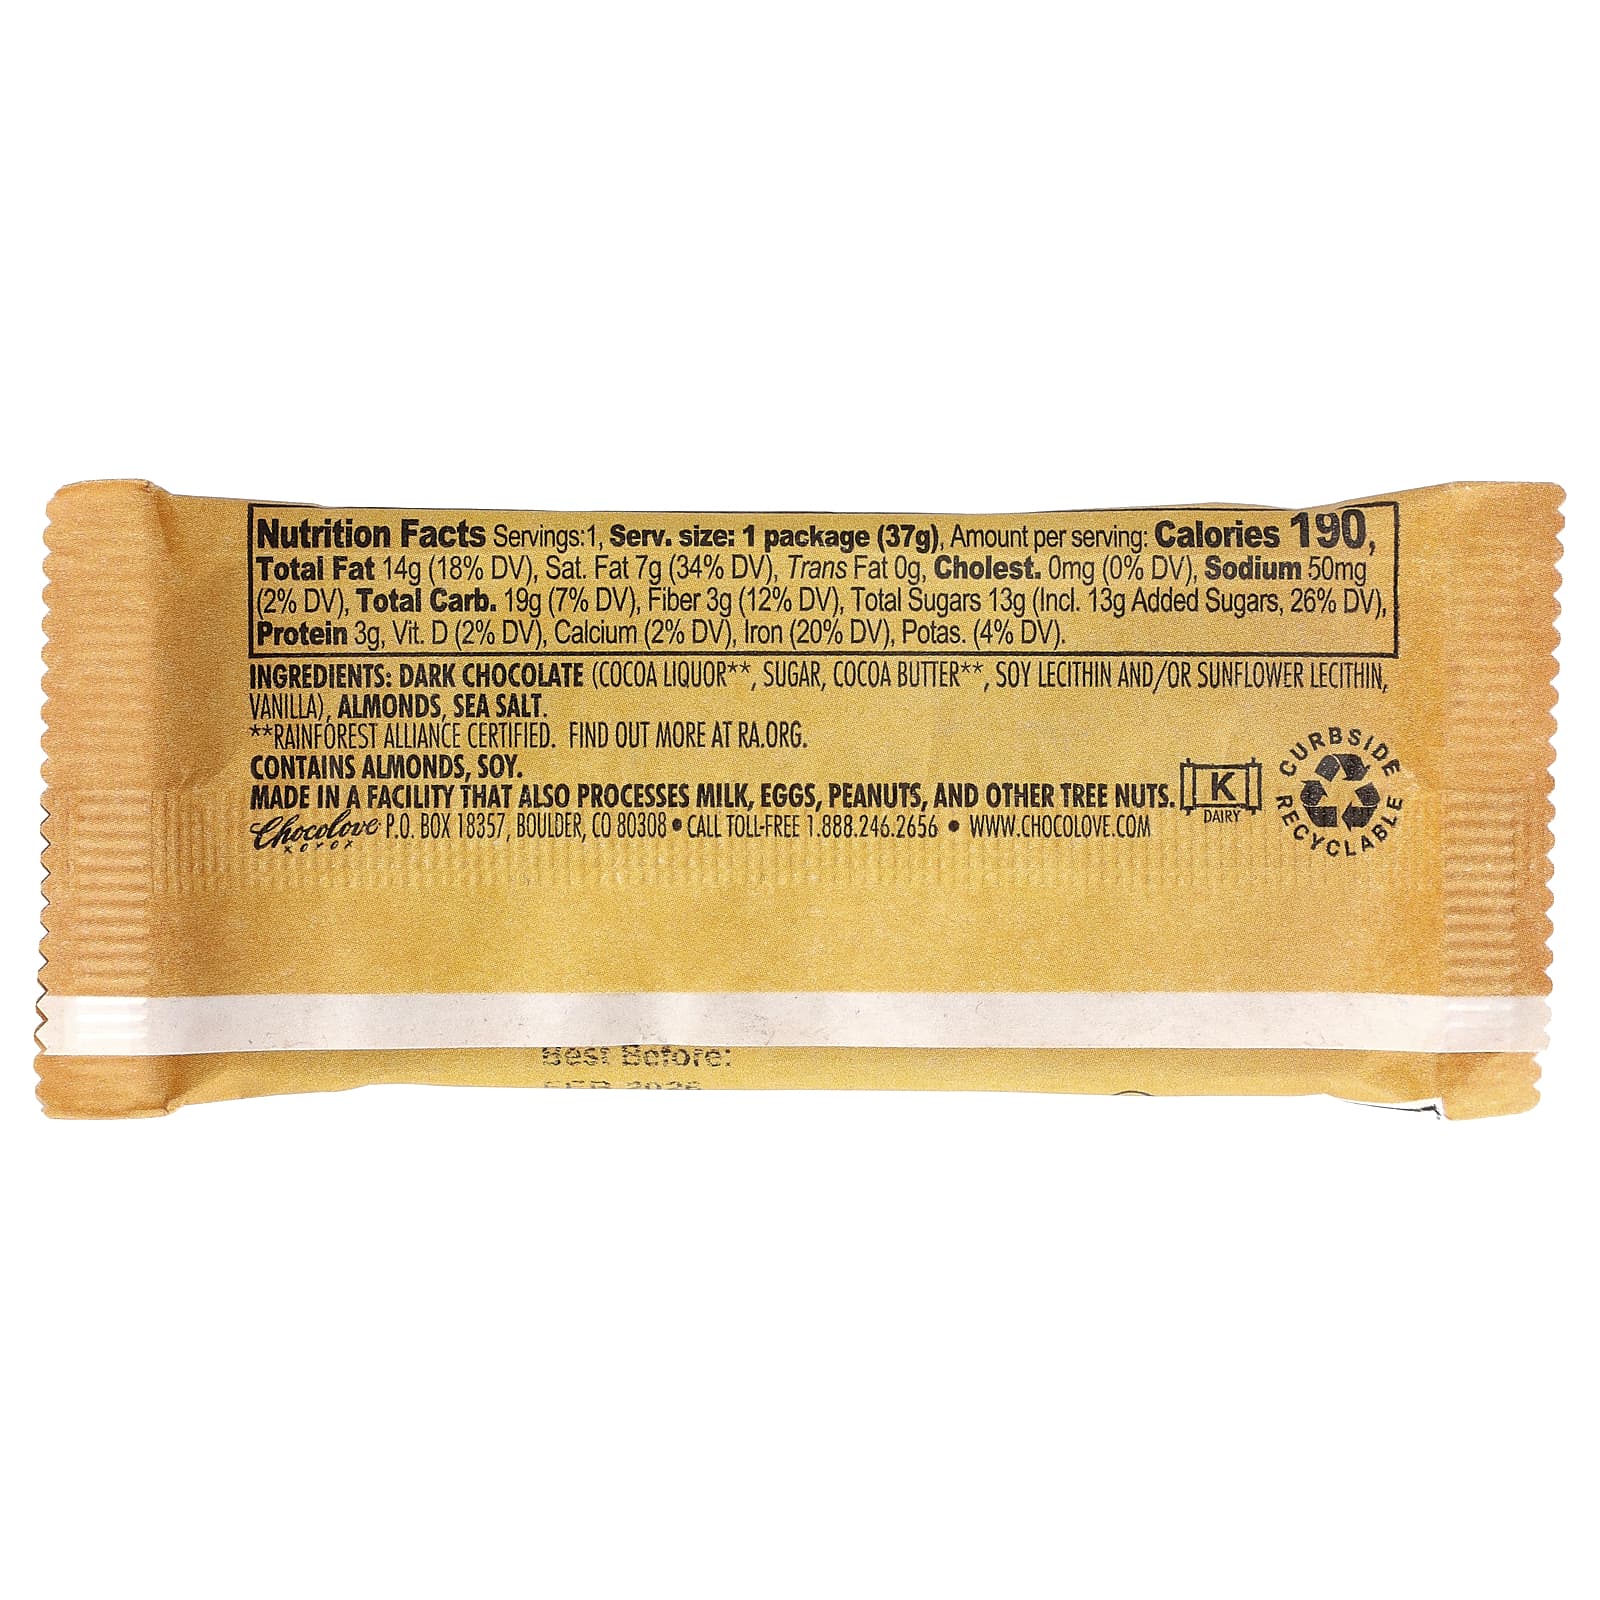 Nutrition Facts Servings:1, Serv. size: 1 package (37g), Amount per serving: Calories 190,
Total Fat 14g (18% DV), Sat. Fat 7g (34% DV), Trans Fat 0g, Cholest. 0mg (0% DV), Sodium 50mg
(2% DV), Total Carb. 19g (7% DV), Fiber 3g (12% DV), Total Sugars 13g (Incl. 13g Added Sugars, 26% DV),
Protein 3g, Vit. D (2% DV), Calcium (2% DV), Iron (20% DV), Potas. (4% DV).
INGREDIENTS: DARK CHOCOLATE (COCOA LIQUOR**, SUGAR, COCOA BUTTER**, SOY LECITHIN AND/OR SUNFLOWER LECITHIN,
VANILLA), ALMONDS, SEA SALT.
**RAINFOREST ALLIANCE CERTIFIED. FIND OUT MORE AT RA.ORG.
CONTAINS ALMONDS, SOY.
MADE IN A FACILITY THAT ALSO PROCESSES MILK, EGGS, PEANUTS, AND OTHER TREE NUTS.
Chocolove P.O. BOX 18357, BOULDER, CO 80308 • CALL TOLL-FREE 1.888.246.2656 • WWW.CHOCOLOVE.COM
XOXOX
K
DAIRY
CURBSIDE
RECYCLABLE
Best Before: